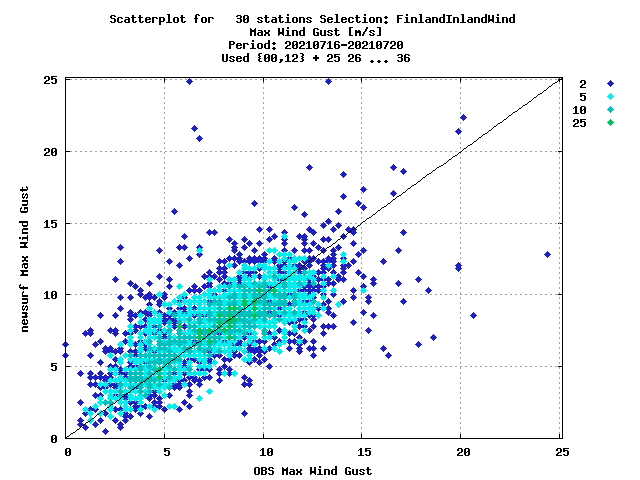 Scatterplot for 30 stations Selection: FinlandInlandWind
Max Wind Gust [m/s]
Period: 20210716-20210720
Used {00,12} + 25 26 ... 36
2
5
10
25
newsurf Max Wind Gust
25
20
15
10
5
0
0 5 10 15 20 25
OBS Max Wind Gust